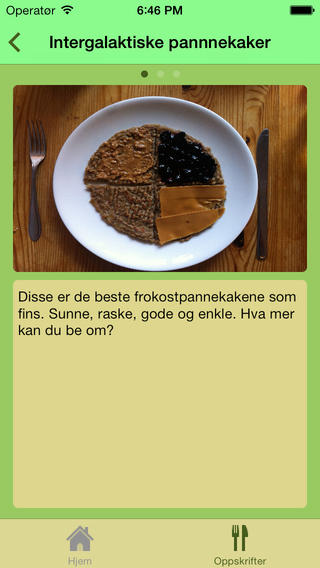 Operatør 6:46 PM
Intergalaktiske pannnekaker
Disse er de beste frokostpannekakene som
fins. Sunne, raske, gode og enkle. Hva mer
kan du be om?
Hjem Oppskrifter